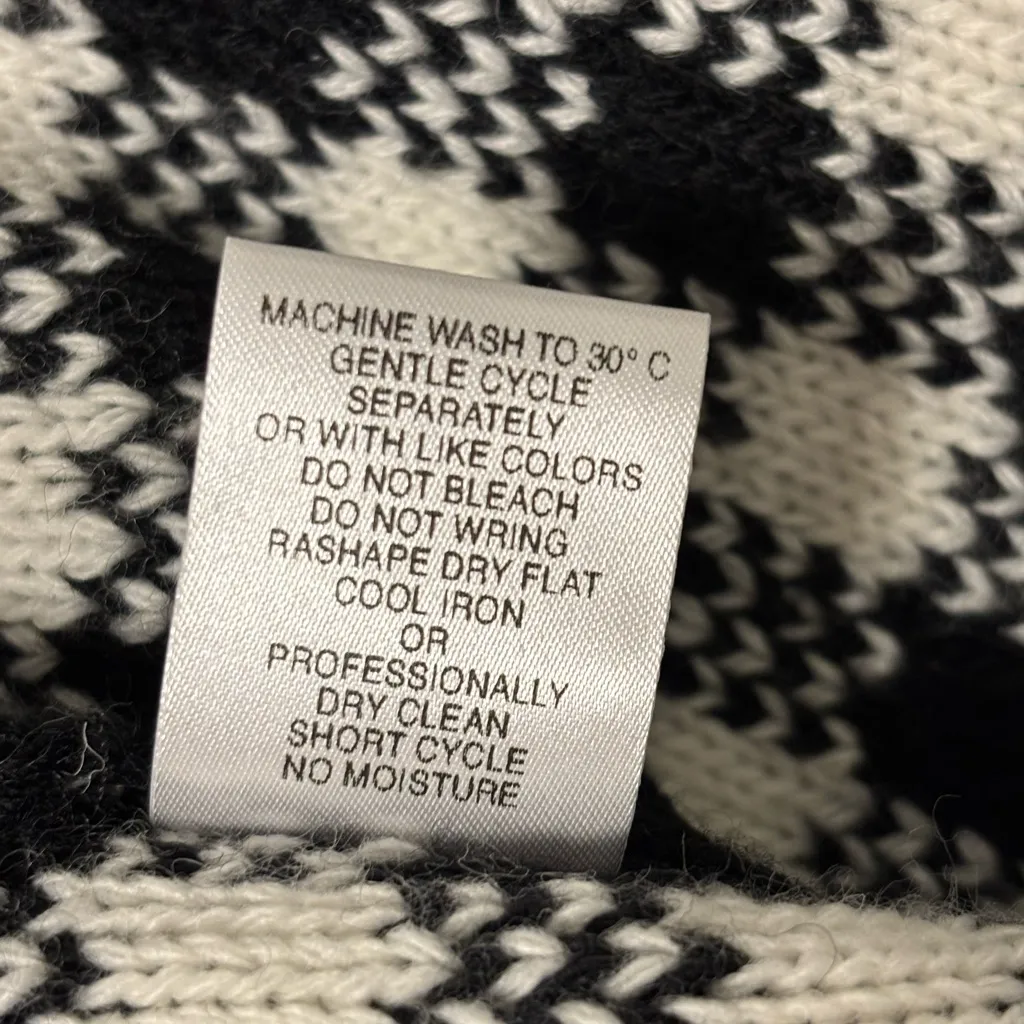 MACHINE WASH TO 30° C
GENTLE CYCLE
SEPARATELY
OR WITH LIKE COLORS
DO NOT BLEACH
DO NOT WRING
RASHAPE DRY FLAT
COOL IRON
OR
PROFESSIONALLY
DRY CLEAN
SHORT CYCLE
NO MOISTURE